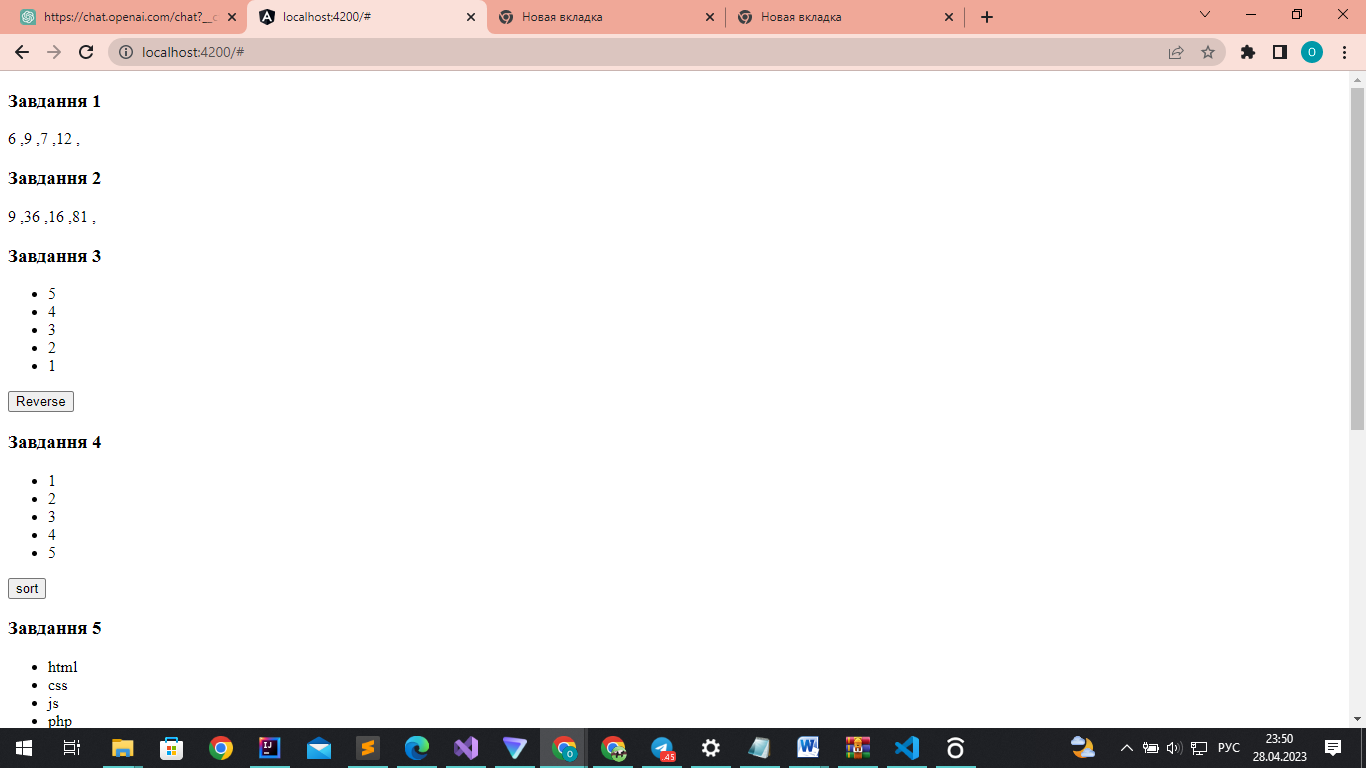 https://chat.openai.com/chat?__c
localhost:4200/#
Новая вкладка
Новая вкладка
localhost:4200/#
O
Завдання 1
6 ,9 ,7 ,12 ,
Завдання 2
9 ,36 ,16 ,81 ,
Завдання 3
5
4
3
2
1
Reverse
Завдання 4
1
2
3
4
5
sort
Завдання 5
html
css
js
php
РУС
23:50
28.04.2023